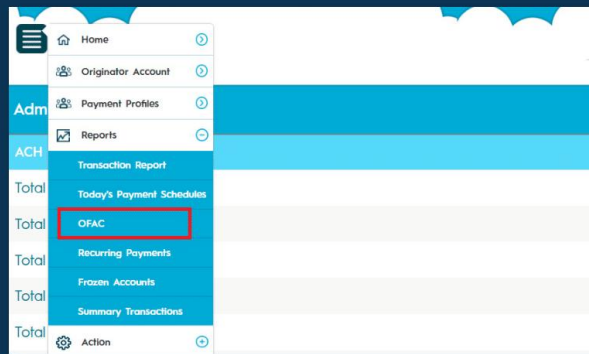 Home
Originator Account
Payment Profiles
Adm
Reports
ACH
Transaction Report
Total
Today's Payment Schedules
Total
OFAC
Total
Recurring Payments
Total
Frozen Accounts
Summary Transactions
Total
Action